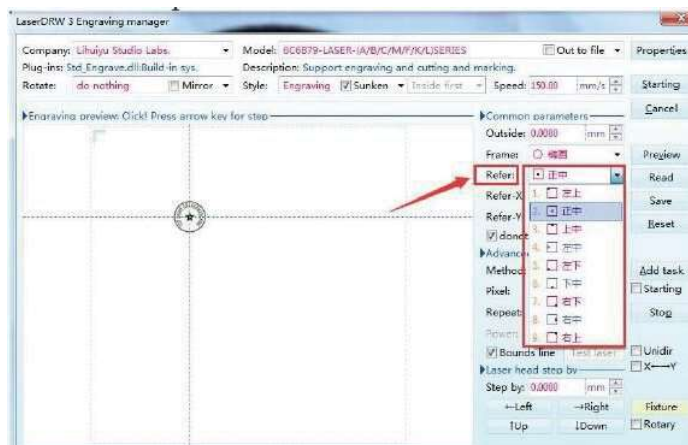 LaserDRW 3 Engraving manager
Company: Lihuiyu Studio Labs. Model: 6C6B79-LASER-(A/B/C/M/F/K/L)SERIES Out to file Properties
Plug-ins: Std_Engrave.dll:Build-in sys. Description: Support engraving and cutting and marking.
Rotate: do nothing Mirror Style: Engraving Sunken Inside first Speed: 150.00 mm/s Starting
Cancel
Engraving preview: Click! Press arrow key for step Common parameters
Outside: 0.0000 mm
Frame: 椭圆 Preview
Refer: 正中 Read
Refer-X 1. 左上 Save
Refer-Y 2. 正中 Reset
donot 3. 上中
Advance 4. 左中
Method: 5. 左下 Add task
Pixel: 6. 下中 Starting
Repeat: 7. 右下 Stop
Power: 8. 右中
9. 右上
Bounds line Test laser Unidir
Laser head step by X←→Y
Step by: 0.0000 mm
←Left →Right Fixture
↑Up ↓Down Rotary